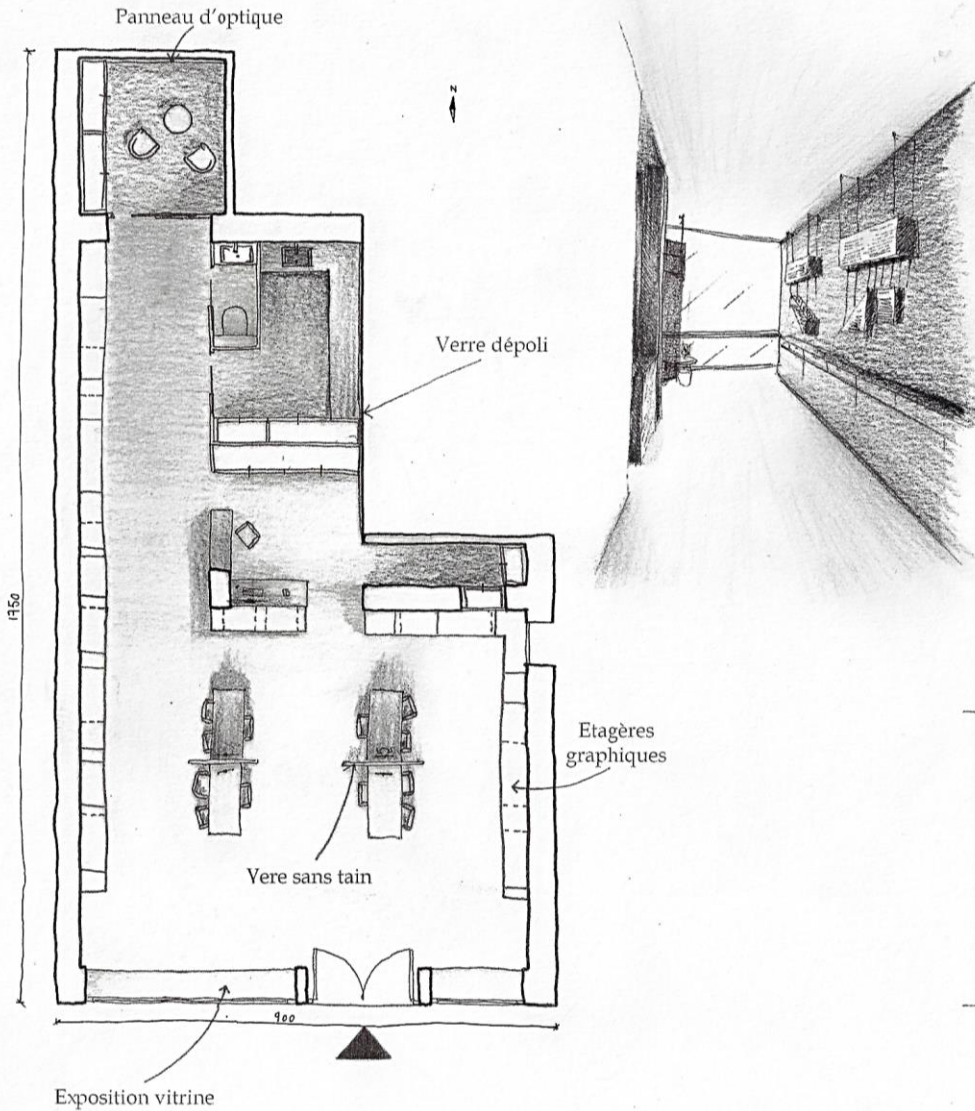 Panneau d'optique
N
Verre dépoli
1750
Etagères
graphiques
Vere sans tain
900
Exposition vitrine